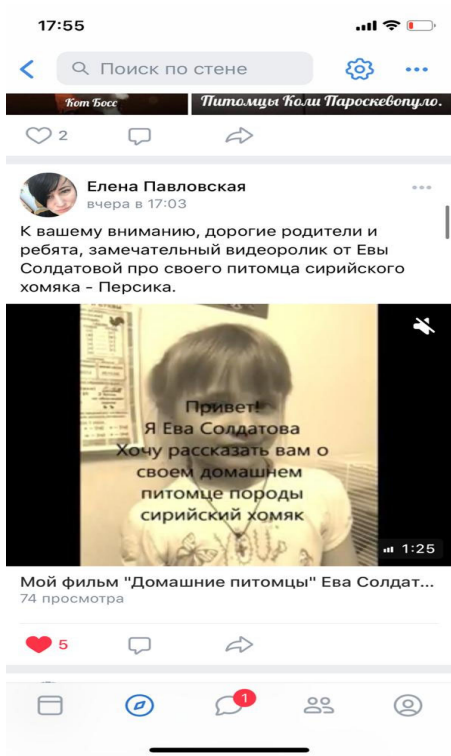 17:55
Поиск по стене
Кот Босс
Питомцы Коли Пароскевопуло.
2
Елена Павловская
вчера в 17:03
К вашему вниманию, дорогие родители и
ребята, замечательный видеоролик от Евы
Солдатовой про своего питомца сирийского
хомяка - Персика.
Привет!
Я Ева Солдатова
Хочу рассказать вам о
своем домашнем
питомце породы
сирийский хомяк
1:25
Мой фильм "Домашние питомцы" Ева Солдат...
74 просмотра
5
1